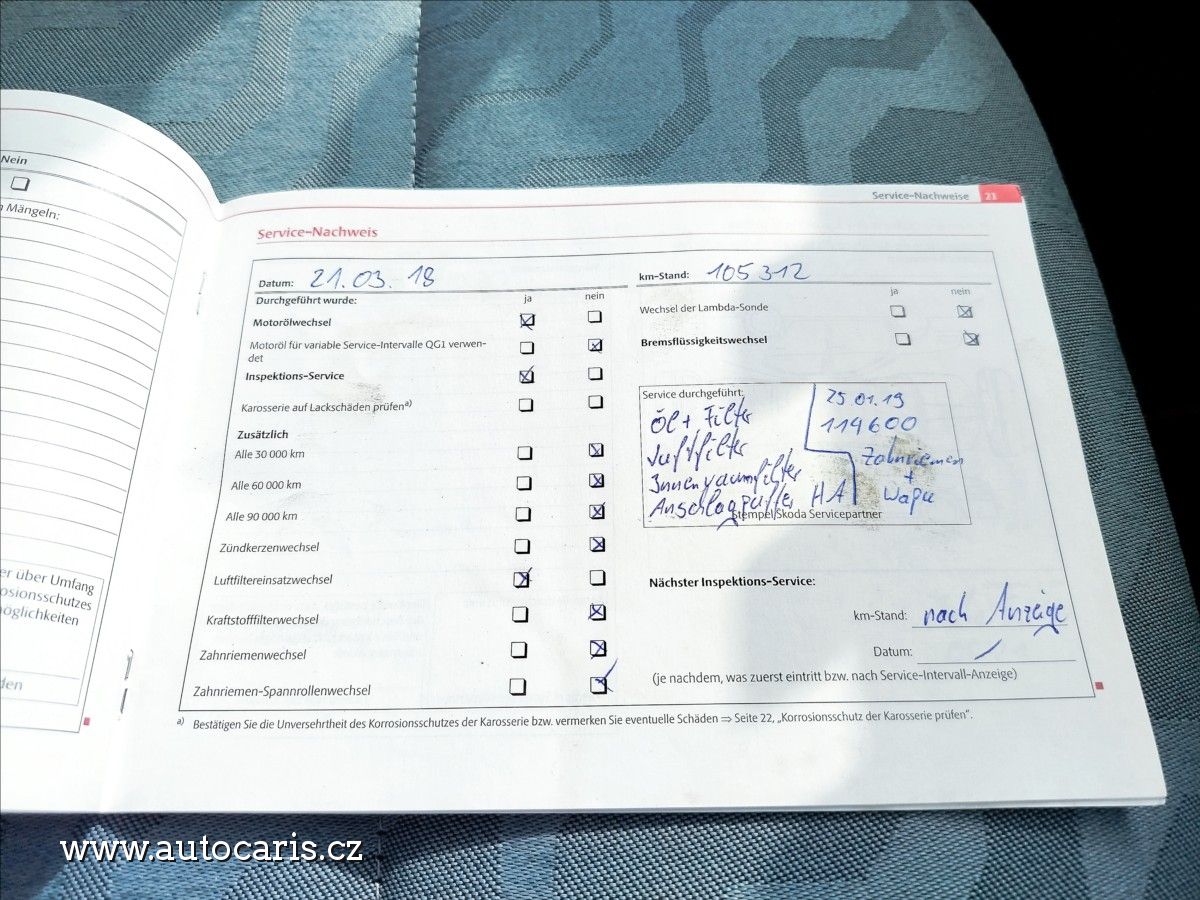 Nein
n Mängeln:
er über Umfang
osionsschutzes
nöglichkeiten
den
Service-Nachweise 21
Service-Nachweis
Datum: 21.03.18
km-Stand: 105312
Durchgeführt wurde: ja nein
Motorölwechsel
Motoröl für variable Service-Intervalle QG1 verwen-
det
Inspektions-Service
Karosserie auf Lackschäden prüfen a)
Zusätzlich
Alle 30 000 km
Alle 60 000 km
Alle 90 000 km
Zündkerzenwechsel
Luftfiltereinsatzwechsel
Kraftstofffilterwechsel
Zahnriemenwechsel
Zahnriemen-Spannrollenwechsel
ja nein
Wechsel der Lambda-Sonde
Bremsflüssigkeitswechsel
Service durchgeführt:
Öl + Filter
Luftfilter
Innenraumfilter
Anschlagpuffer HA
25 01.19
119600
Zahnriemen
+
Wapu
Stempel Skoda Servicepartner
Nächster Inspektions-Service:
km-Stand: nach Anzeige
Datum: /
(je nachdem, was zuerst eintritt bzw. nach Service-Intervall-Anzeige)
a) Bestätigen Sie die Unversehrtheit des Korrosionsschutzes der Karosserie bzw. vermerken Sie eventuelle Schäden ⇒ Seite 22, „Korrosionsschutz der Karosserie prüfen“.
www.autocaris.cz